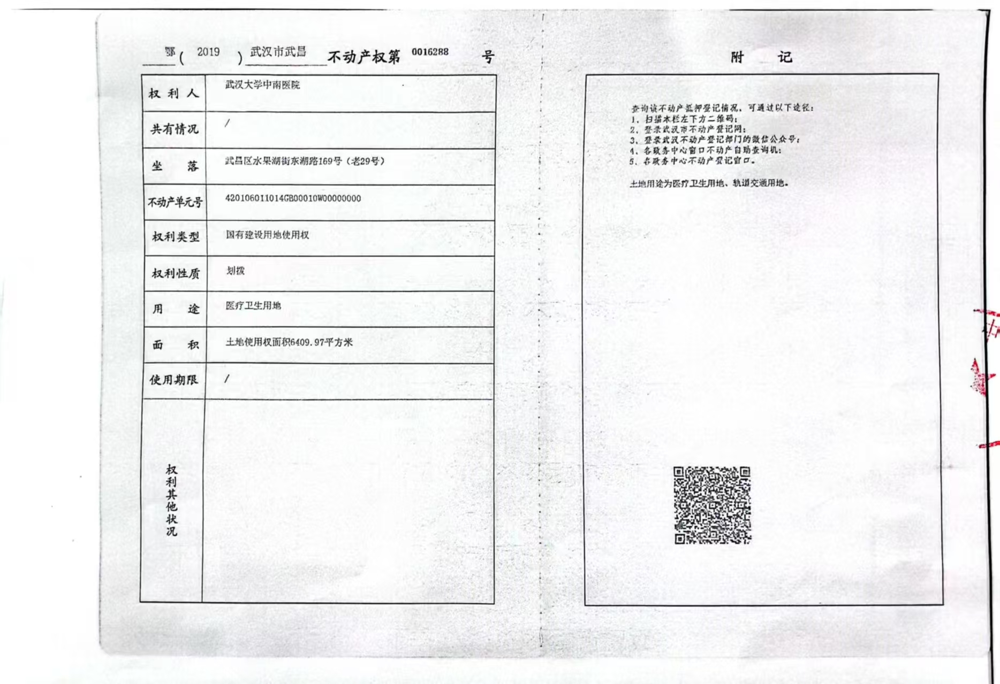 鄂( 2019 )武汉市武昌 不动产权第 0016288 号
权利人 武汉大学中南医院
共有情况 /
坐落 武昌区水果湖街东湖路169号（老29号）
不动产单元号 420106011014GB00010W00000000
权利类型 国有建设用地使用权
权利性质 划拨
用途 医疗卫生用地
面积 土地使用权面积6409.97平方米
使用期限 /
权利其他状况
附记
查询该不动产抵押登记情况，可通过以下途径：
1、扫描本栏左下方二维码；
2、登录武汉市不动产登记网；
3、登录武汉不动产登记部门的微信公众号；
4、各政务中心窗口不动产自助查询机；
5、各政务中心不动产登记窗口。
土地用途为医疗卫生用地、轨道交通用地。